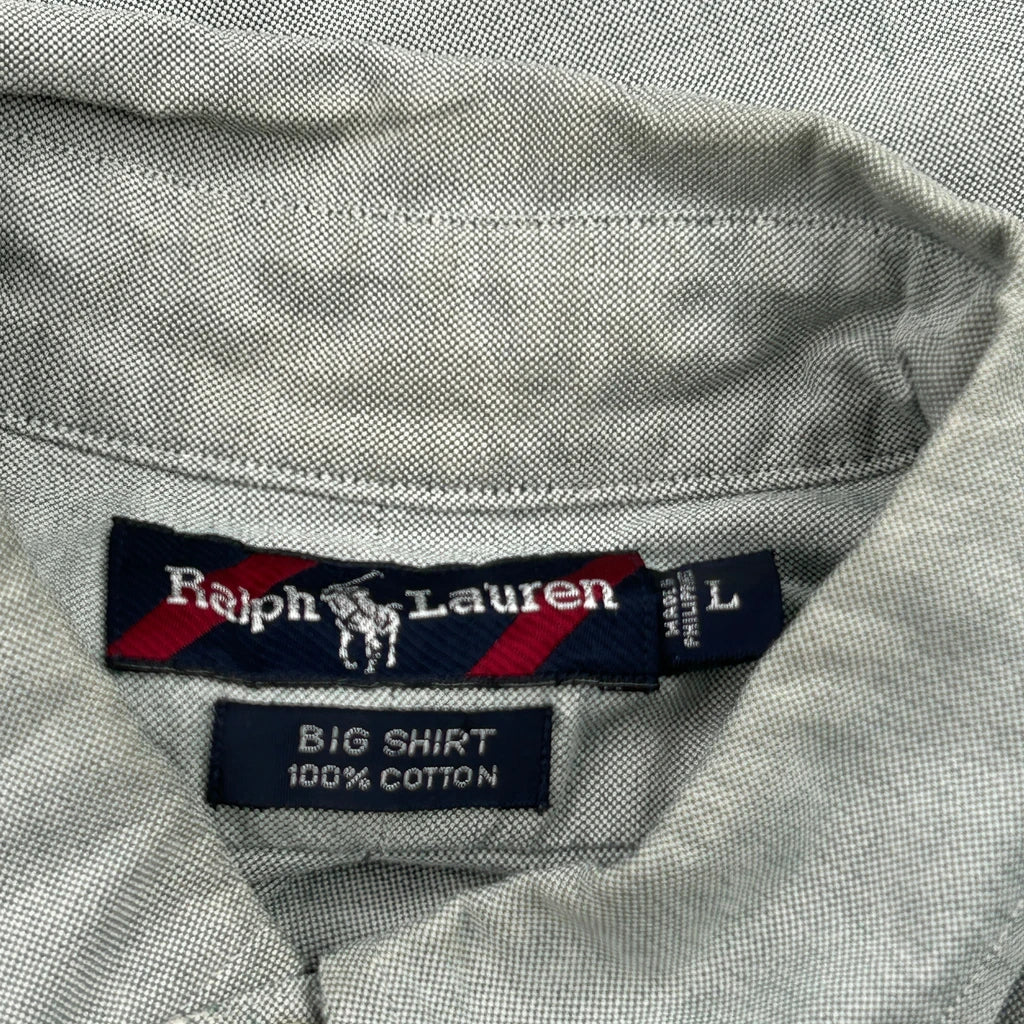 Ralph Lauren
L
BIG SHIRT
100% COTTON